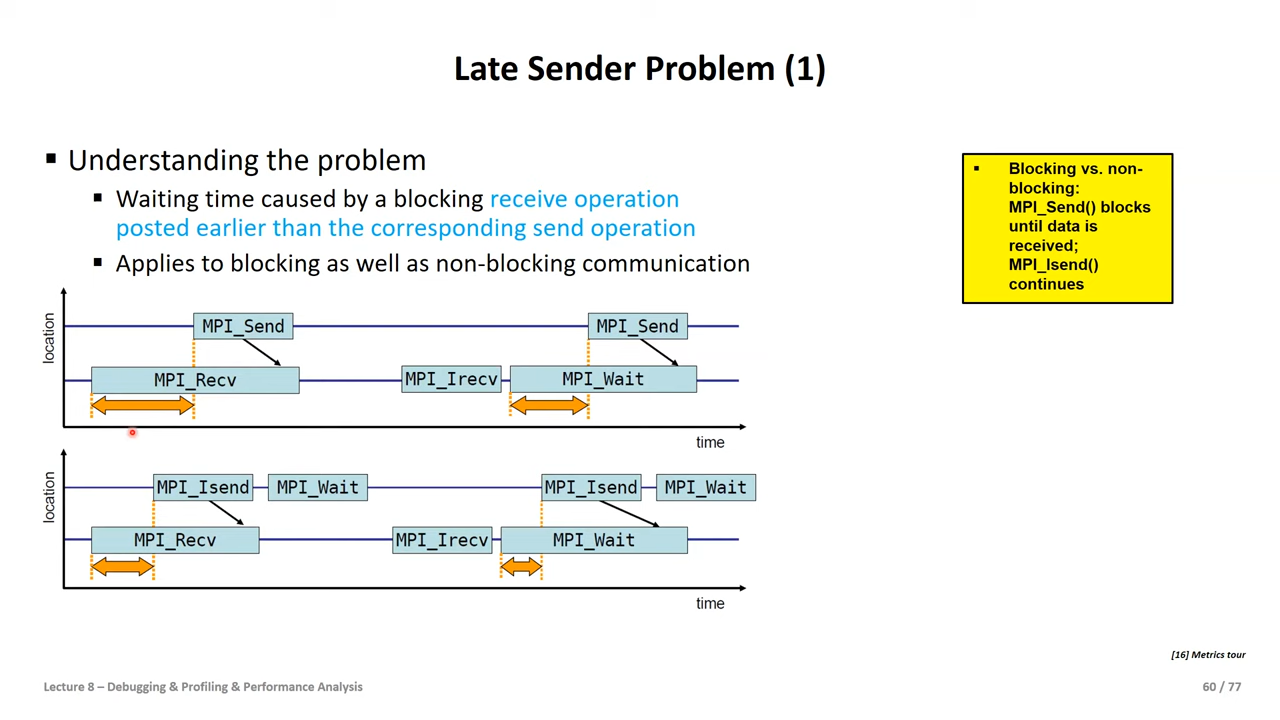 Late Sender Problem (1)
▪ Understanding the problem
▪ Waiting time caused by a blocking receive operation
posted earlier than the corresponding send operation
▪ Applies to blocking as well as non-blocking communication
▪ Blocking vs. non-
blocking:
MPI_Send() blocks
until data is
received;
MPI_Isend()
continues
location
MPI_Send MPI_Send
MPI_Recv MPI_Irecv MPI_Wait
time
location
MPI_Isend MPI_Wait MPI_Isend MPI_Wait
MPI_Recv MPI_Irecv MPI_Wait
time
[16] Metrics tour
Lecture 8 – Debugging & Profiling & Performance Analysis
60 / 77